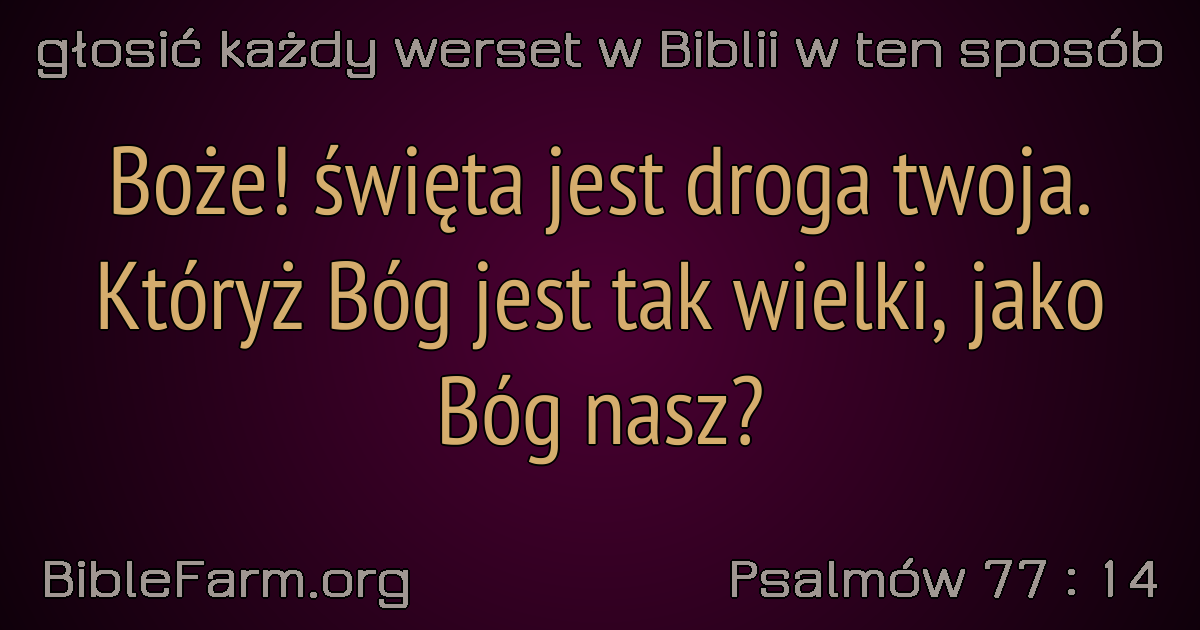 głosić każdy werset w Biblii w ten sposób
Boże! święta jest droga twoja.
Któryż Bóg jest tak wielki, jako
Bóg nasz?
BibleFarm.org
Psalmów 77 : 14